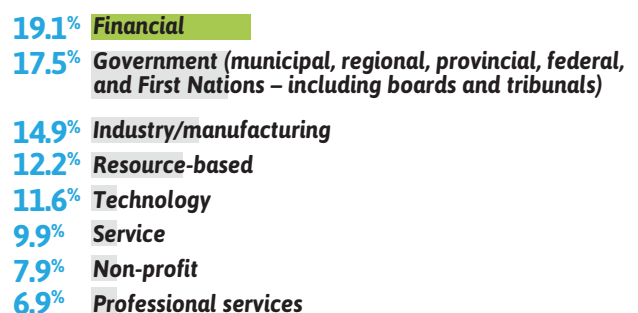 19.1% Financial
17.5% Government (municipal, regional, provincial, federal,
and First Nations – including boards and tribunals)
14.9% Industry/manufacturing
12.2% Resource-based
11.6% Technology
9.9% Service
7.9% Non-profit
6.9% Professional services